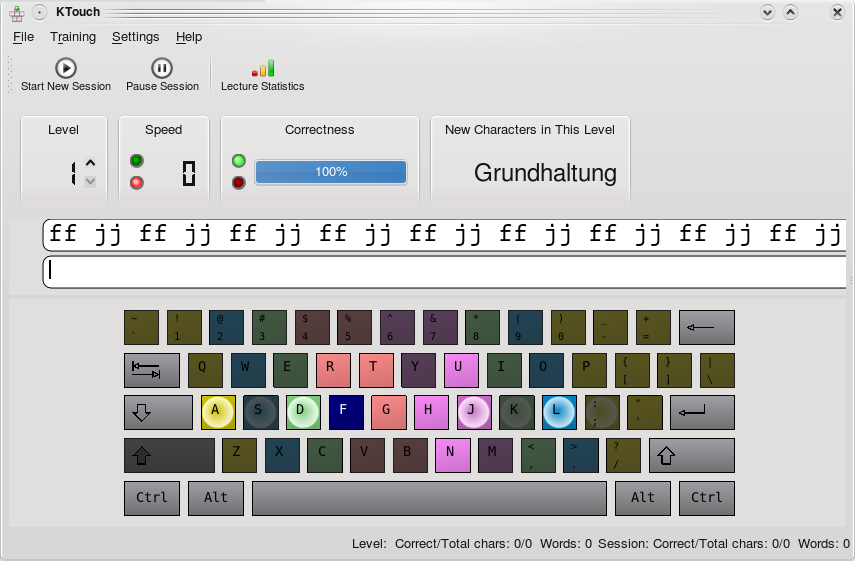 KTouch
File Training Settings Help
Start New Session Pause Session Lecture Statistics
Level Speed Correctness New Characters in This Level
1 0 100% Grundhaltung
ff jj ff jj ff jj ff jj ff jj ff jj ff jj ff jj ff jj
~ ! @ # $ % ^ & * ( ) _ +
` 1 2 3 4 5 6 7 8 9 0 - =
Q W E R T Y U I O P { } |
[ ] \
A S D F G H J K L : "
; '
Z X C V B N M < > ?
, . /
Ctrl Alt Alt Ctrl
Level: Correct/Total chars: 0/0 Words: 0 Session: Correct/Total chars: 0/0 Words: 0